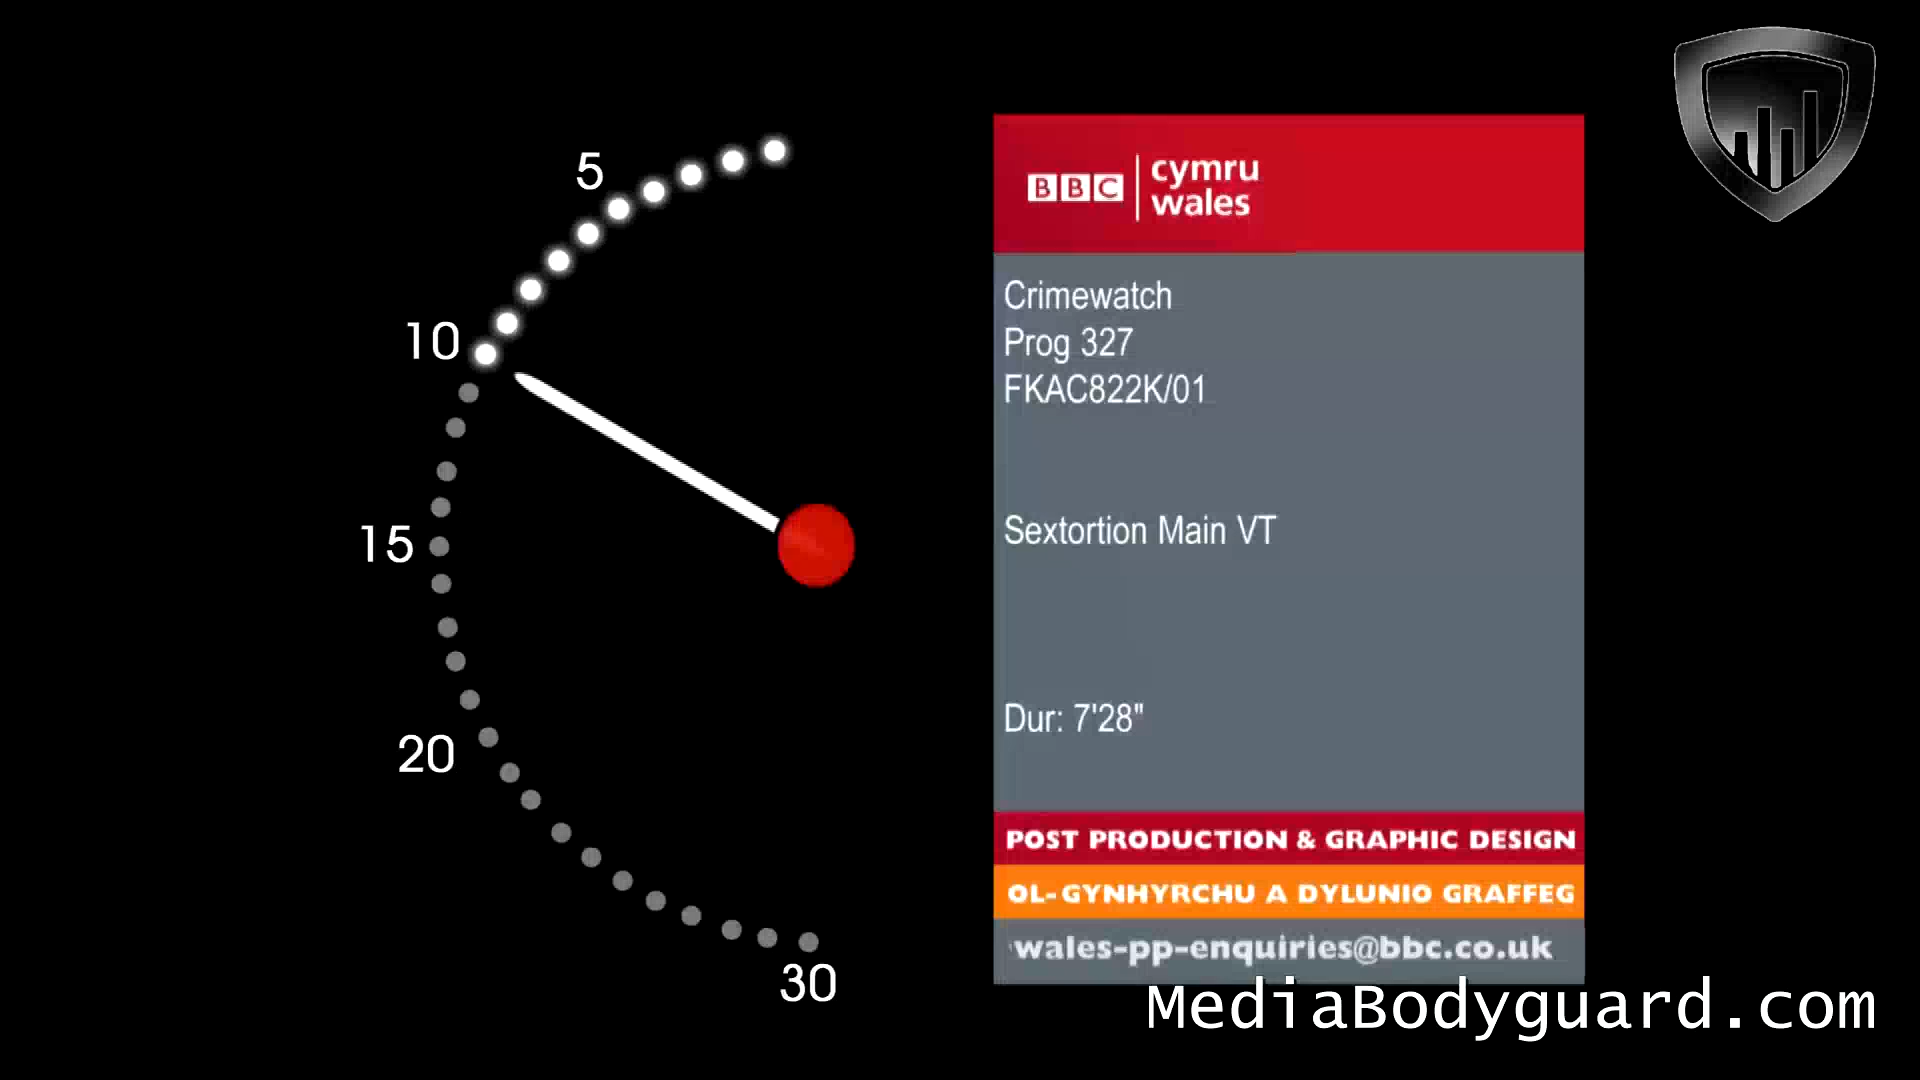 5
10
15
20
30
BBC
cymru
wales
Crimewatch
Prog 327
FKAC822K/01
Sextortion Main VT
Dur: 7'28"
POST PRODUCTION & GRAPHIC DESIGN
OL-GYNHYRCHU A DYLUNIO GRAFFEG
wales-pp-enquiries@bbc.co.uk
MediaBodyguard.com